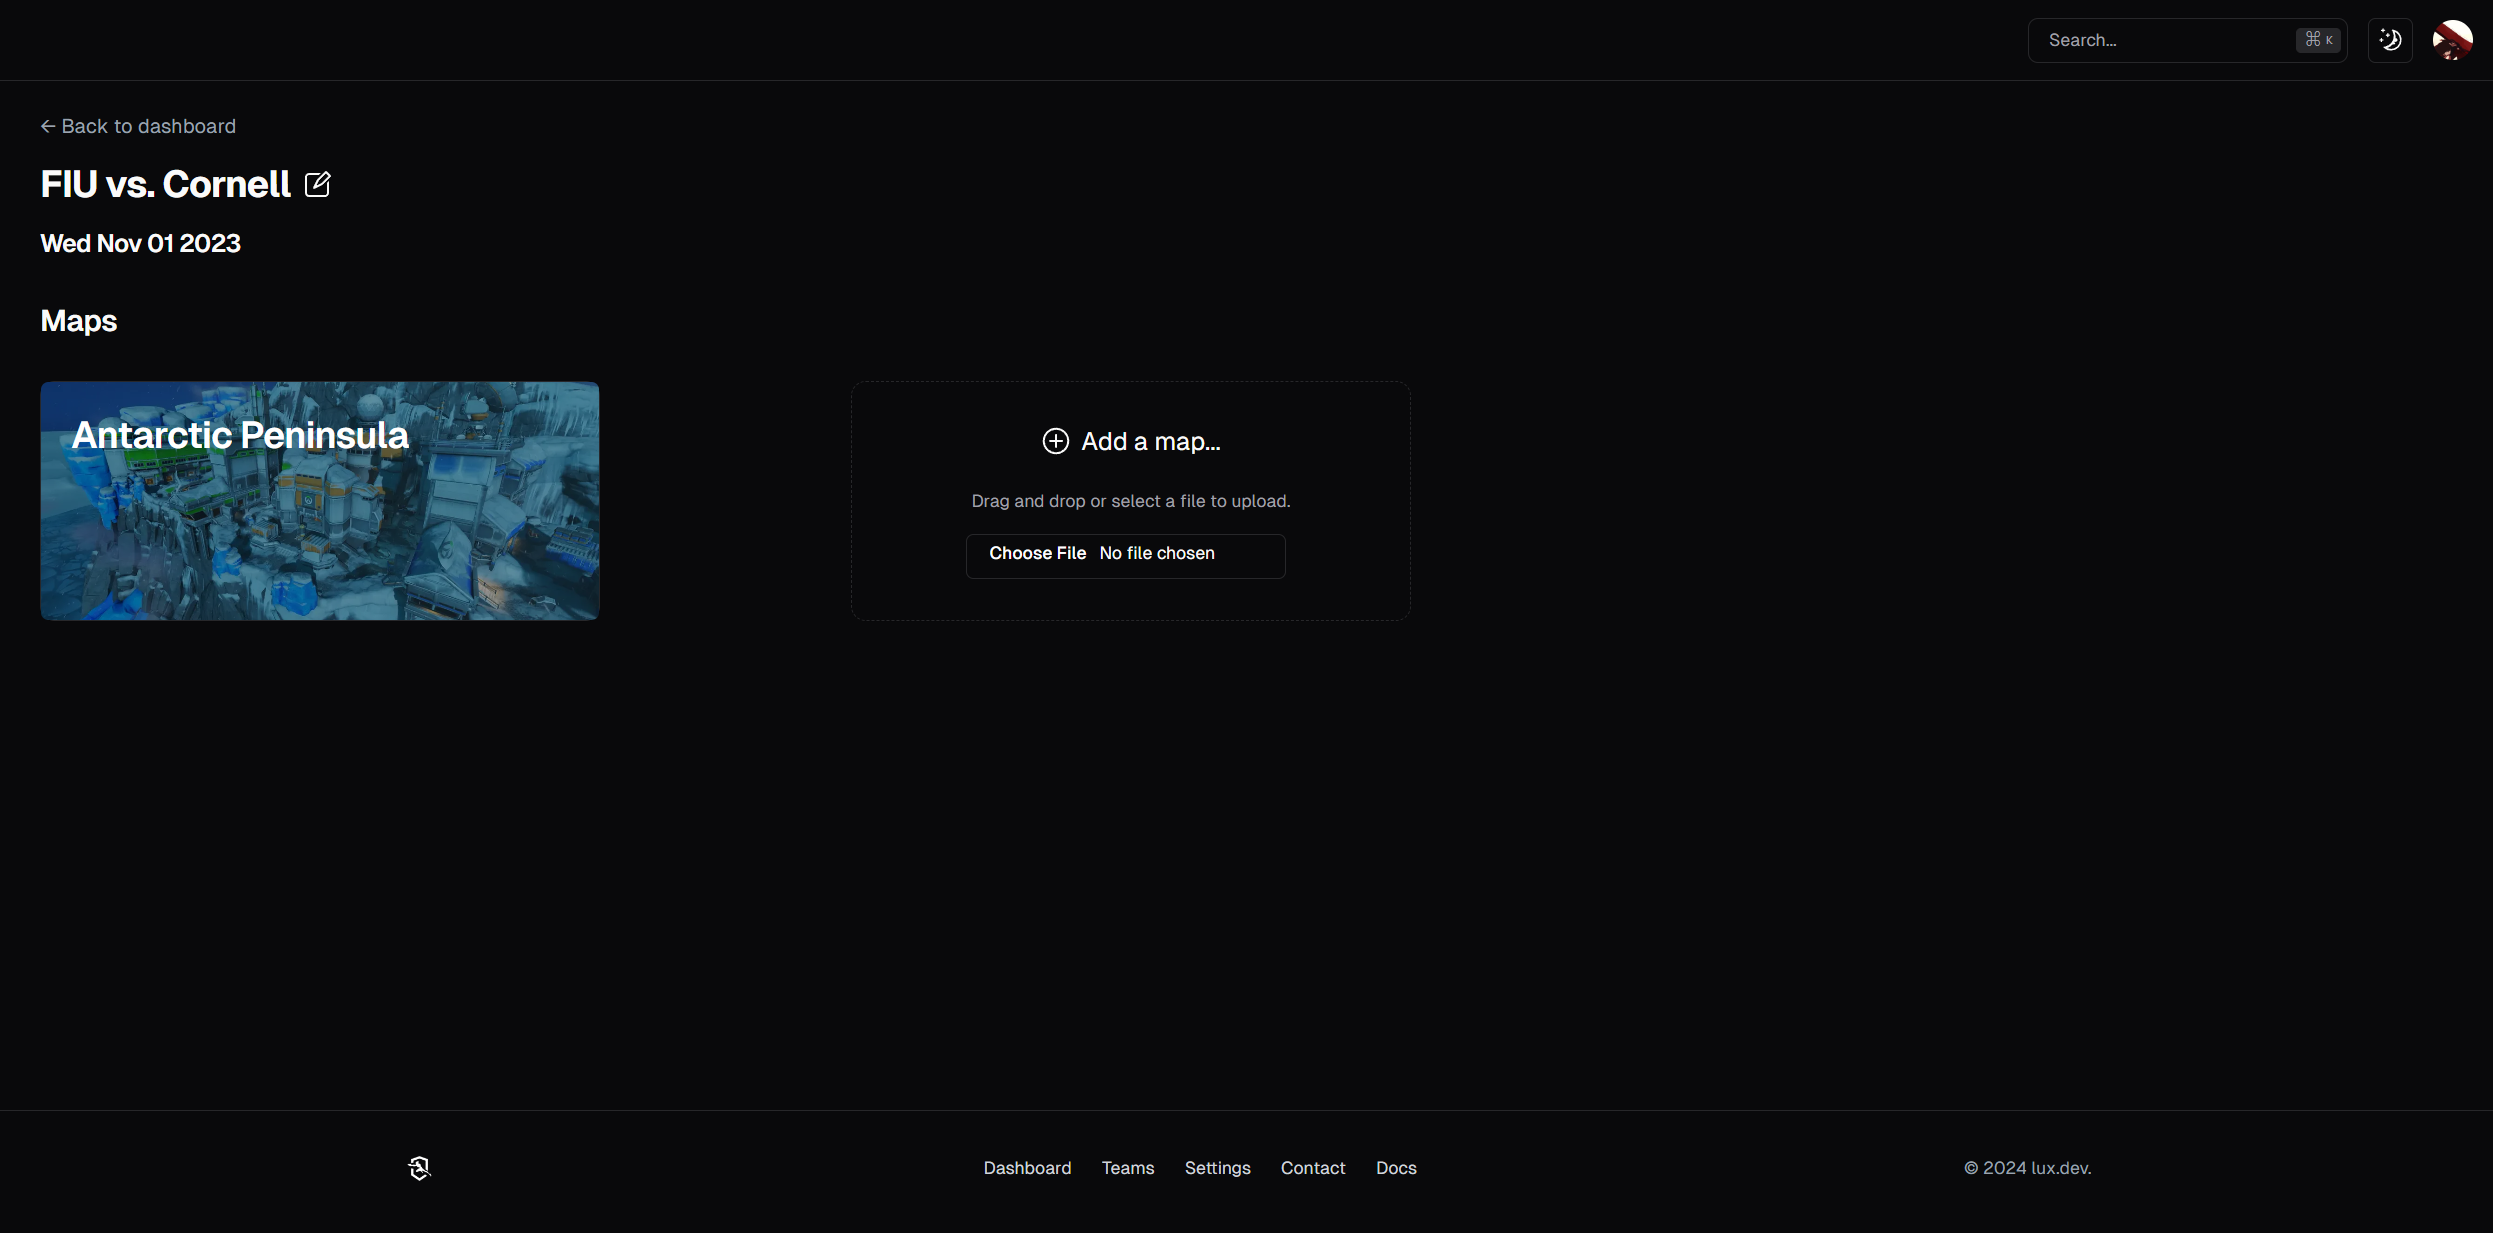 Search...
⌘ K
← Back to dashboard
FIU vs. Cornell
Wed Nov 01 2023
Maps
Antarctic Peninsula
Add a map...
Drag and drop or select a file to upload.
Choose File No file chosen
Dashboard Teams Settings Contact Docs
© 2024 lux.dev.